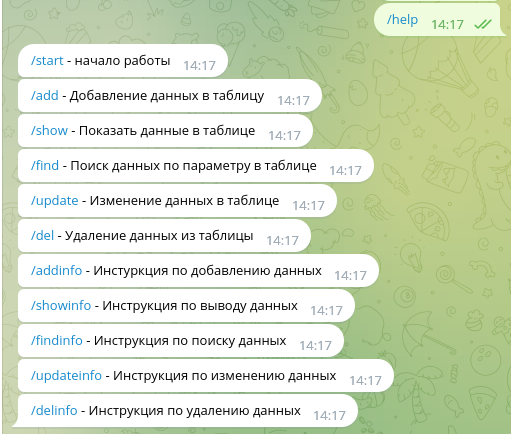 /help 14:17
/start - начало работы 14:17
/add - Добавление данных в таблицу 14:17
/show - Показать данные в таблице 14:17
/find - Поиск данных по параметру в таблице 14:17
/update - Изменение данных в таблице 14:17
/del - Удаление данных из таблицы 14:17
/addinfo - Инстуркция по добавлению данных 14:17
/showinfo - Инструкция по выводу данных 14:17
/findinfo - Инструкция по поиску данных 14:17
/updateinfo - Инструкция по изменению данных 14:17
/delinfo - Инструкция по удалению данных 14:17